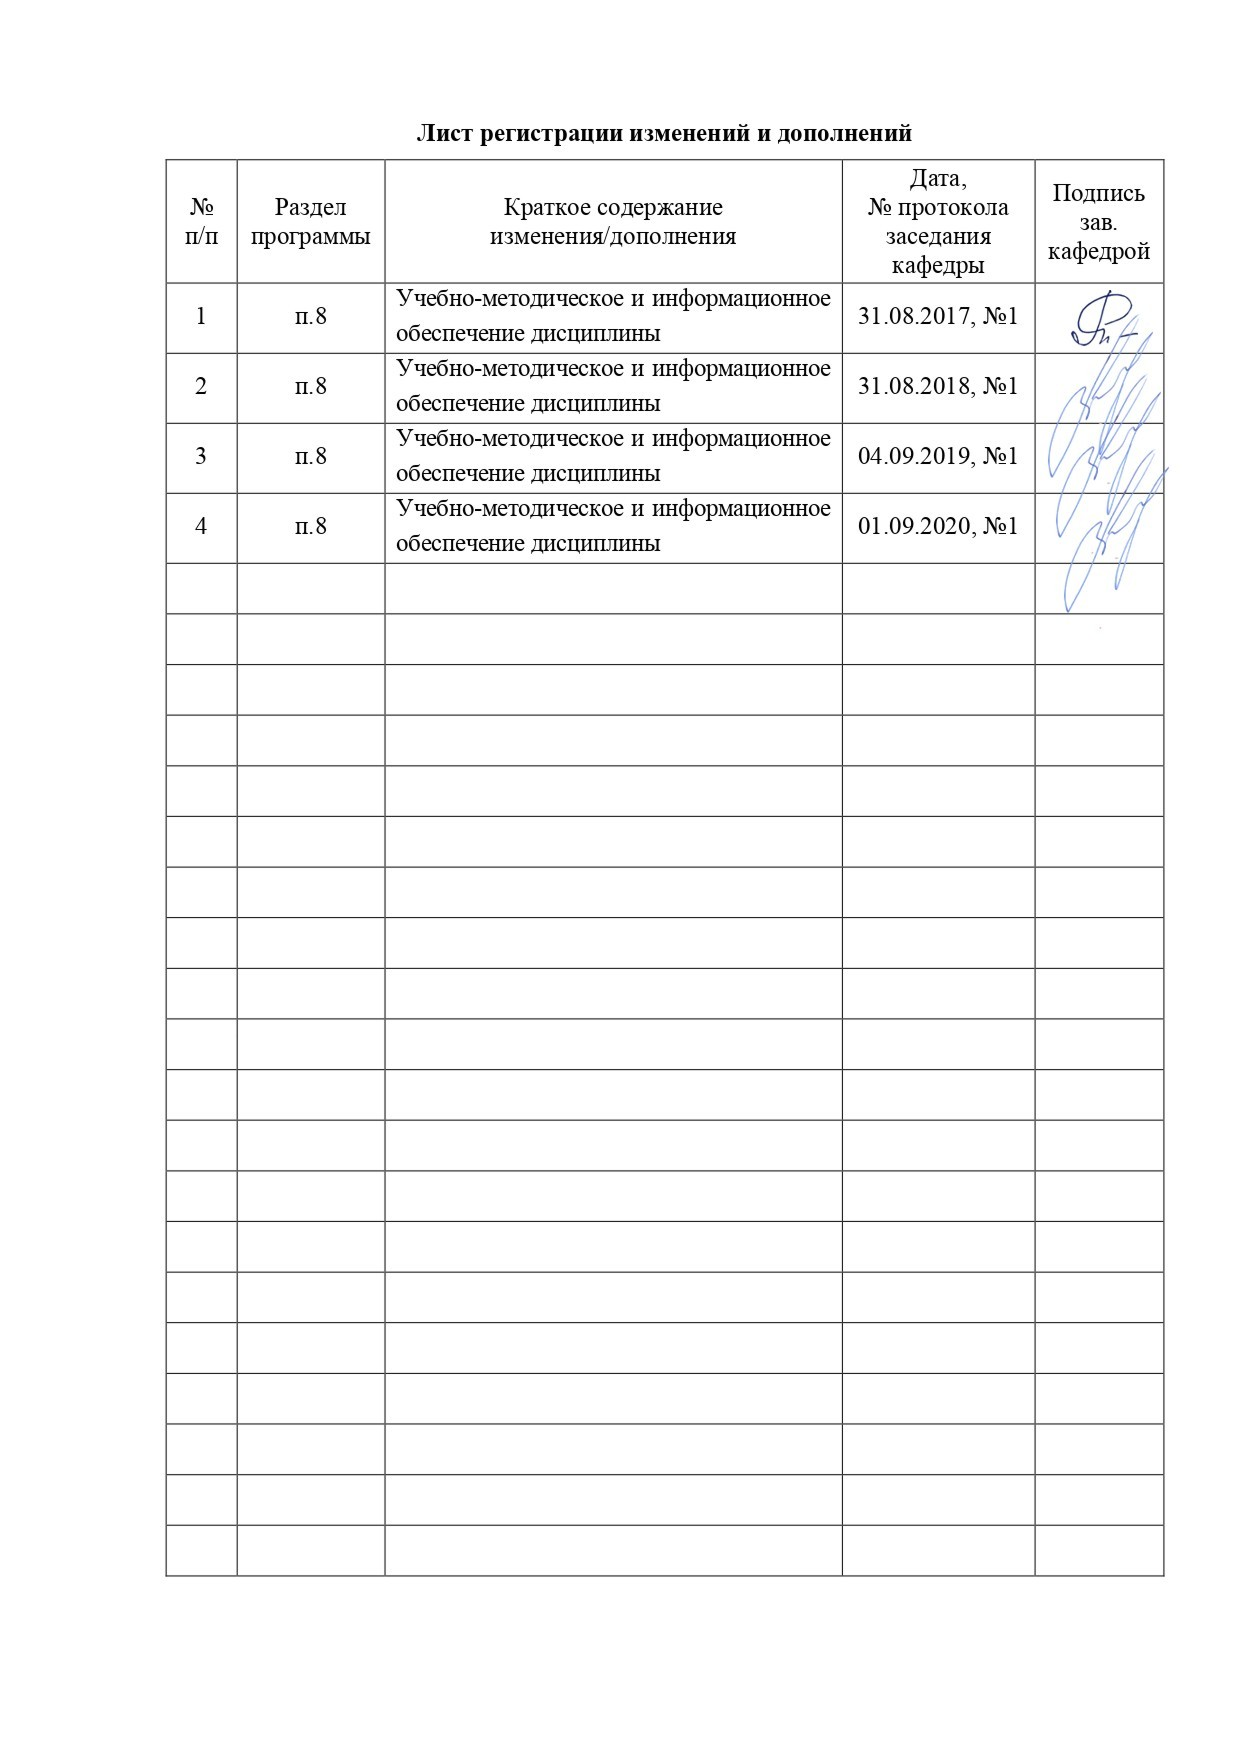 Лист регистрации изменений и дополнений
№
п/п
Раздел
программы
Краткое содержание
изменения/дополнения
Дата,
№ протокола
заседания
кафедры
Подпись
зав.
кафедрой
1
п.8
Учебно-методическое и информационное
обеспечение дисциплины
31.08.2017, №1
2
п.8
Учебно-методическое и информационное
обеспечение дисциплины
31.08.2018, №1
3
п.8
Учебно-методическое и информационное
обеспечение дисциплины
04.09.2019, №1
4
п.8
Учебно-методическое и информационное
обеспечение дисциплины
01.09.2020, №1